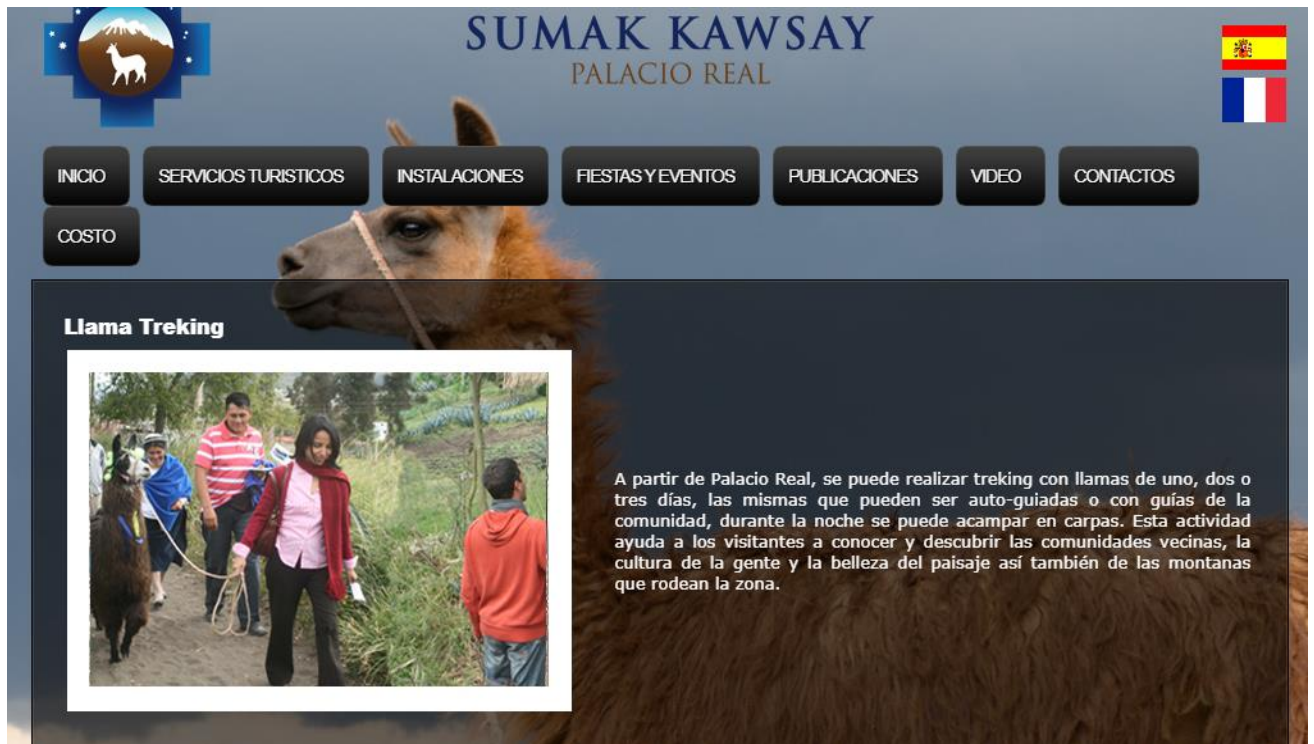 SUMAK KAWSAY
PALACIO REAL
INICIO
SERVICIOS TURISTICOS
INSTALACIONES
FIESTAS Y EVENTOS
PUBLICACIONES
VIDEO
CONTACTOS
COSTO
Llama Treking
A partir de Palacio Real, se puede realizar treking con llamas de uno, dos o
tres días, las mismas que pueden ser auto-guiadas o con guías de la
comunidad, durante la noche se puede acampar en carpas. Esta actividad
ayuda a los visitantes a conocer y descubrir las comunidades vecinas, la
cultura de la gente y la belleza del paisaje así también de las montanas
que rodean la zona.